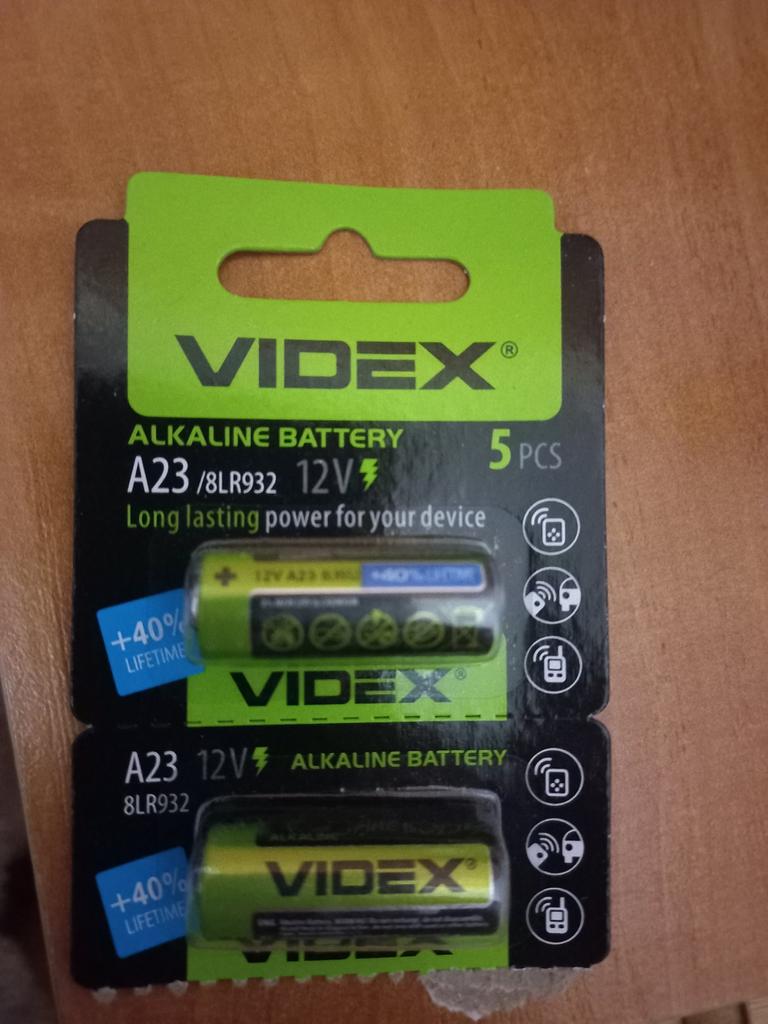 VIDEX®
ALKALINE BATTERY
5 PCS
A23 /8LR932 12V
Long lasting power for your device
+ 12V A23 8LR932 +40% LIFETIME
+40%
LIFETIME
VIDEX®
A23 12V ALKALINE BATTERY
8LR932
ALKALINE
VIDEX®
+40%
LIFETIME
VIDEX